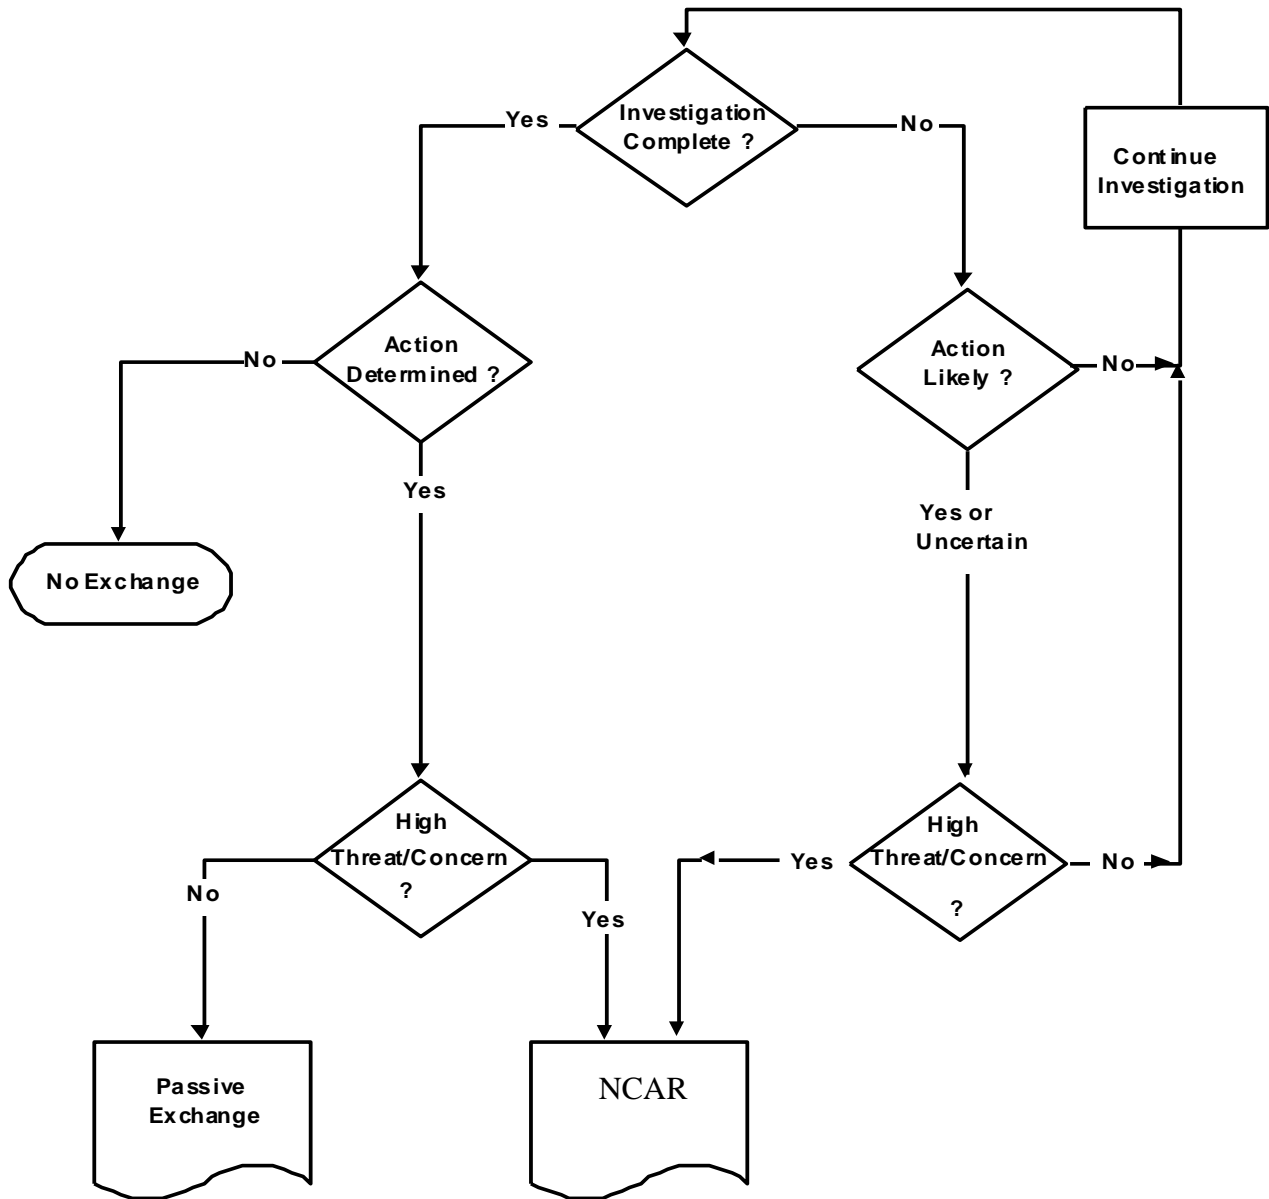 Investigation
Complete ?
Yes
No
Continue
Investigation
Action
Determined ?
No
Yes
Action
Likely ?
No
Yes or
Uncertain
No Exchange
High
Threat/Concern
?
No
Yes
High
Threat/Concern
?
Yes
No
Passive
Exchange
NCAR